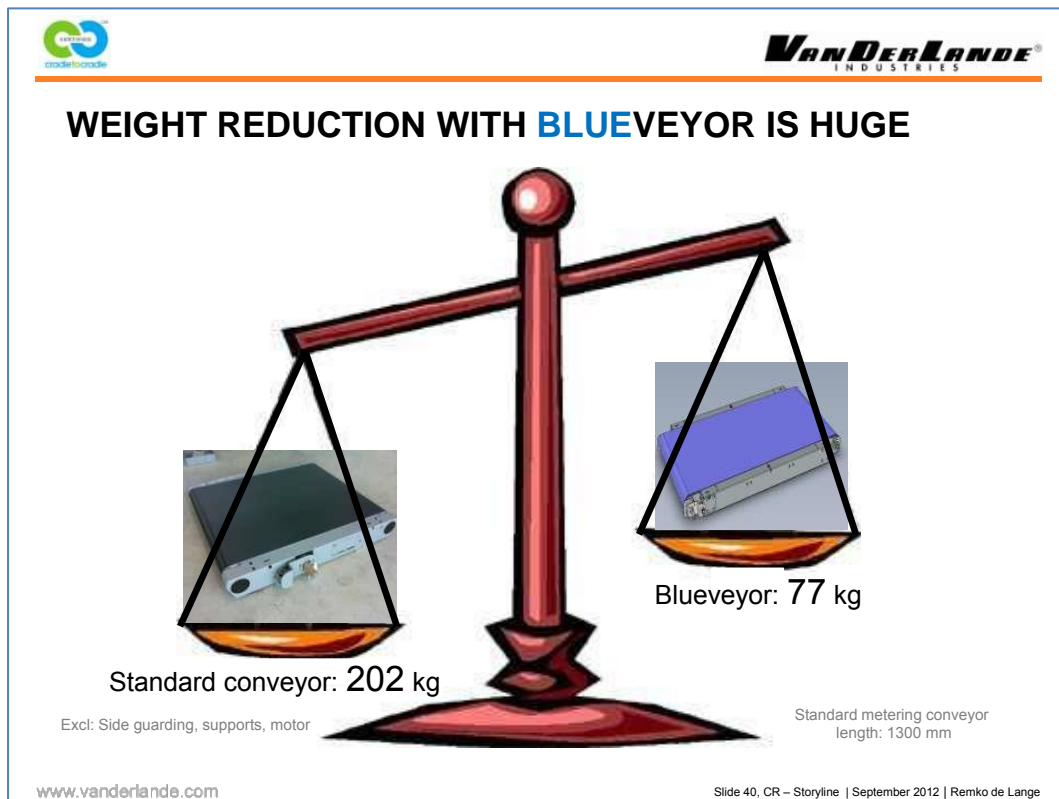 CERTIFIED
cradletocradle
VANDERLANDE®
INDUSTRIES
WEIGHT REDUCTION WITH BLUEVEYOR IS HUGE
Blueveyor: 77 kg
Standard conveyor: 202 kg
Excl: Side guarding, supports, motor
Standard metering conveyor
length: 1300 mm
www.vanderlande.com
Slide 40, CR – Storyline | September 2012 | Remko de Lange